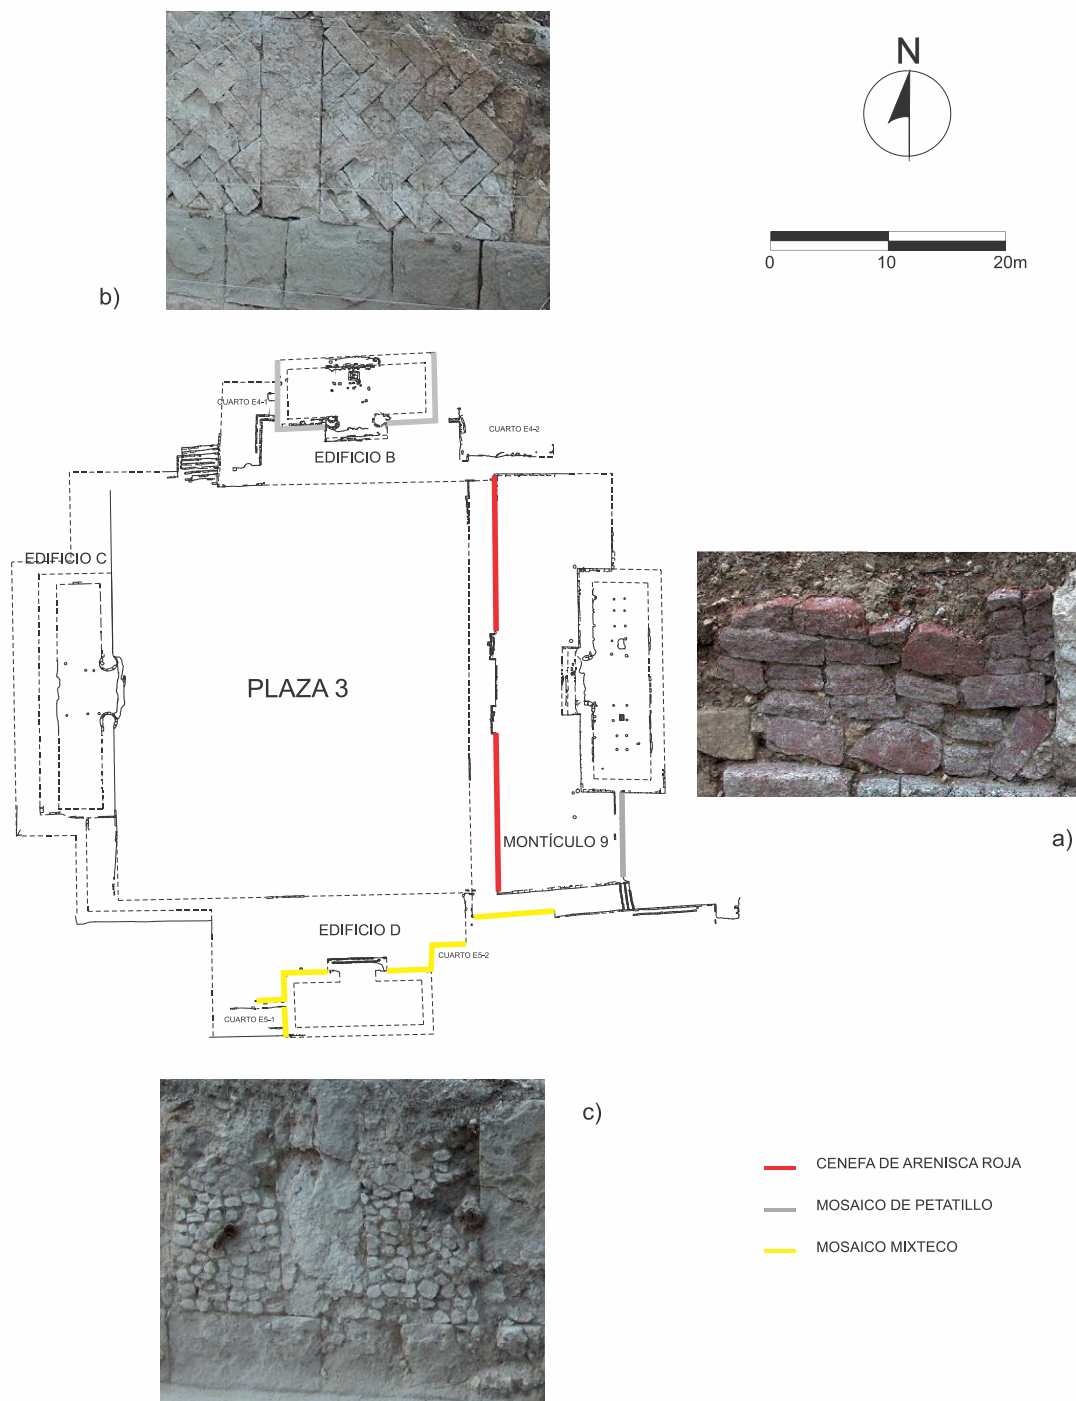 N
0 10 20m
b)
CUARTO E4-1
CUARTO E4-2
EDIFICIO B
EDIFICIO C
PLAZA 3
MONTÍCULO 9
a)
EDIFICIO D
CUARTO E5-2
CUARTO E5-1
c)
CENEFA DE ARENISCA ROJA
MOSAICO DE PETATILLO
MOSAICO MIXTECO